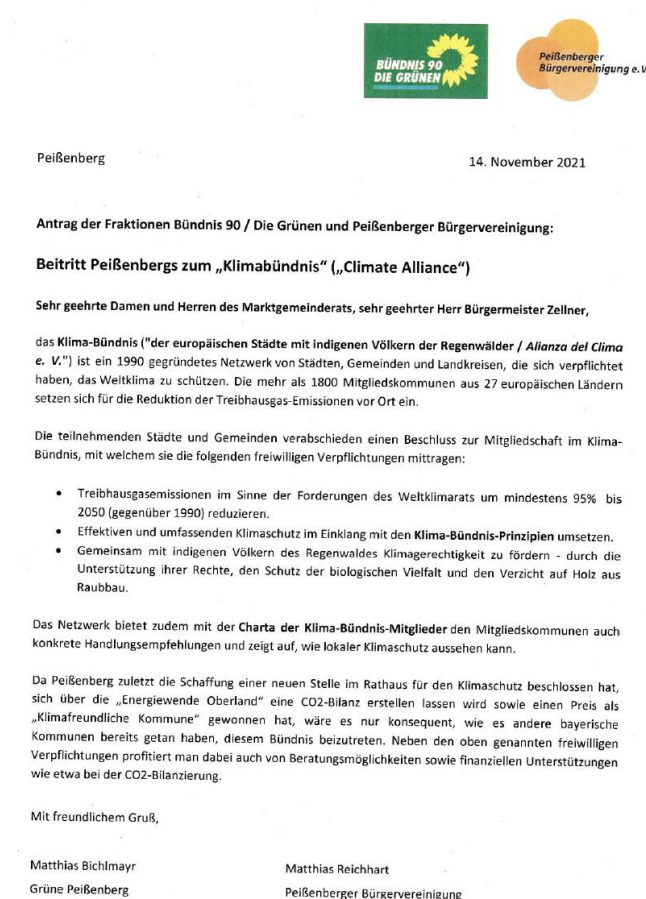 BÜNDNIS 90
DIE GRÜNEN
Peißenberger
Bürgervereinigung e.V
Peißenberg
14. November 2021
Antrag der Fraktionen Bündnis 90 / Die Grünen und Peißenberger Bürgervereinigung:
Beitritt Peißenbergs zum „Klimabündnis“ („Climate Alliance“)
Sehr geehrte Damen und Herren des Marktgemeinderats, sehr geehrter Herr Bürgermeister Zellner,
das Klima-Bündnis ("der europäischen Städte mit indigenen Völkern der Regenwälder / Alianza del Clima
e. V.") ist ein 1990 gegründetes Netzwerk von Städten, Gemeinden und Landkreisen, die sich verpflichtet
haben, das Weltklima zu schützen. Die mehr als 1800 Mitgliedskommunen aus 27 europäischen Ländern
setzen sich für die Reduktion der Treibhausgas-Emissionen vor Ort ein.
Die teilnehmenden Städte und Gemeinden verabschieden einen Beschluss zur Mitgliedschaft im Klima-
Bündnis, mit welchem sie die folgenden freiwilligen Verpflichtungen mittragen:
• Treibhausgasemissionen im Sinne der Forderungen des Weltklimarats um mindestens 95% bis
2050 (gegenüber 1990) reduzieren.
• Effektiven und umfassenden Klimaschutz im Einklang mit den Klima-Bündnis-Prinzipien umsetzen.
• Gemeinsam mit indigenen Völkern des Regenwaldes Klimagerechtigkeit zu fördern - durch die
Unterstützung ihrer Rechte, den Schutz der biologischen Vielfalt und den Verzicht auf Holz aus
Raubbau.
Das Netzwerk bietet zudem mit der Charta der Klima-Bündnis-Mitglieder den Mitgliedskommunen auch
konkrete Handlungsempfehlungen und zeigt auf, wie lokaler Klimaschutz aussehen kann.
Da Peißenberg zuletzt die Schaffung einer neuen Stelle im Rathaus für den Klimaschutz beschlossen hat,
sich über die „Energiewende Oberland“ eine CO2-Bilanz erstellen lassen wird sowie einen Preis als
„Klimafreundliche Kommune“ gewonnen hat, wäre es nur konsequent, wie es andere bayerische
Kommunen bereits getan haben, diesem Bündnis beizutreten. Neben den oben genannten freiwilligen
Verpflichtungen profitiert man dabei auch von Beratungsmöglichkeiten sowie finanziellen Unterstützungen
wie etwa bei der CO2-Bilanzierung.
Mit freundlichem Gruß,
Matthias Bichlmayr
Matthias Reichhart
Grüne Peißenberg
Peißenberger Bürgervereinigung